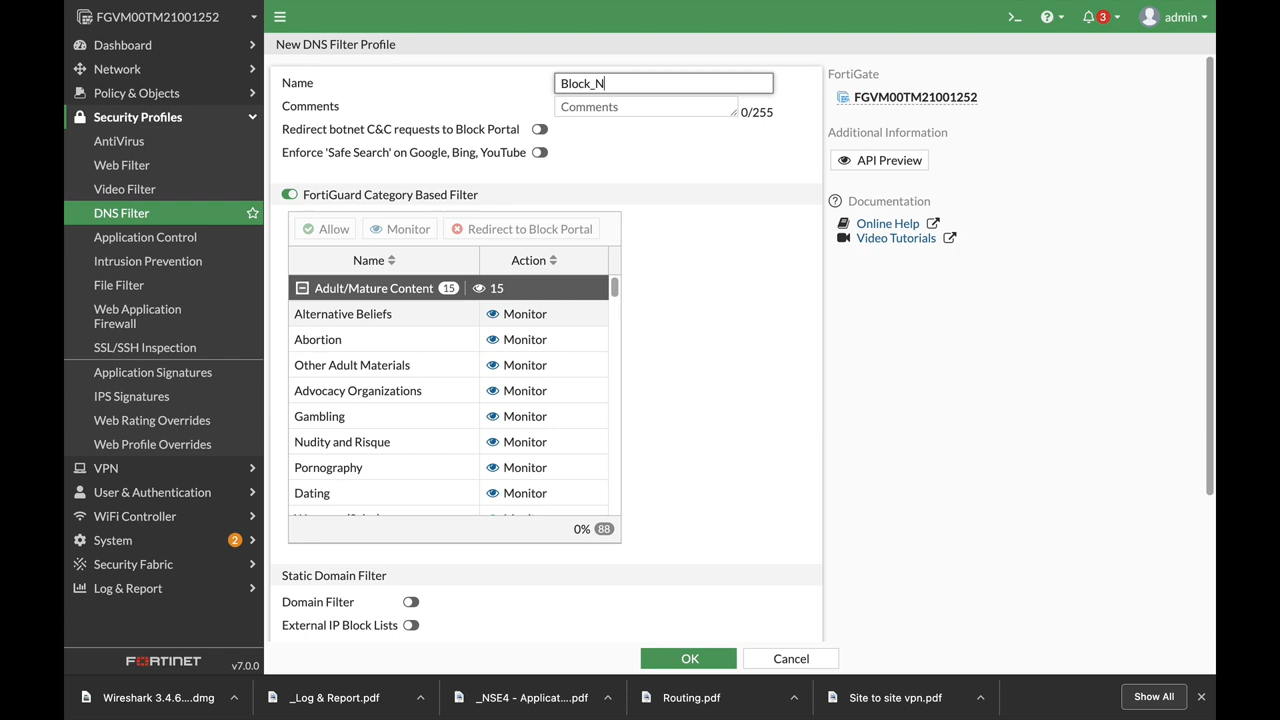 FGVM00TM21001252
3
admin
Dashboard
Network
Policy & Objects
Security Profiles
AntiVirus
Web Filter
Video Filter
DNS Filter
Application Control
Intrusion Prevention
File Filter
Web Application
Firewall
SSL/SSH Inspection
Application Signatures
IPS Signatures
Web Rating Overrides
Web Profile Overrides
VPN
User & Authentication
WiFi Controller
System 2
Security Fabric
Log & Report
FORTINET v7.0.0
New DNS Filter Profile
Name Block_N
Comments Comments 0/255
Redirect botnet C&C requests to Block Portal
Enforce 'Safe Search' on Google, Bing, YouTube
FortiGuard Category Based Filter
Allow Monitor Redirect to Block Portal
Name Action
Adult/Mature Content 15 15
Alternative Beliefs Monitor
Abortion Monitor
Other Adult Materials Monitor
Advocacy Organizations Monitor
Gambling Monitor
Nudity and Risque Monitor
Pornography Monitor
Dating Monitor
0% 88
Static Domain Filter
Domain Filter
External IP Block Lists
OK Cancel
FortiGate
FGVM00TM21001252
Additional Information
API Preview
Documentation
Online Help
Video Tutorials
Wireshark 3.4.6....dmg _Log & Report.pdf _NSE4 - Applicat....pdf Routing.pdf Site to site vpn.pdf Show All